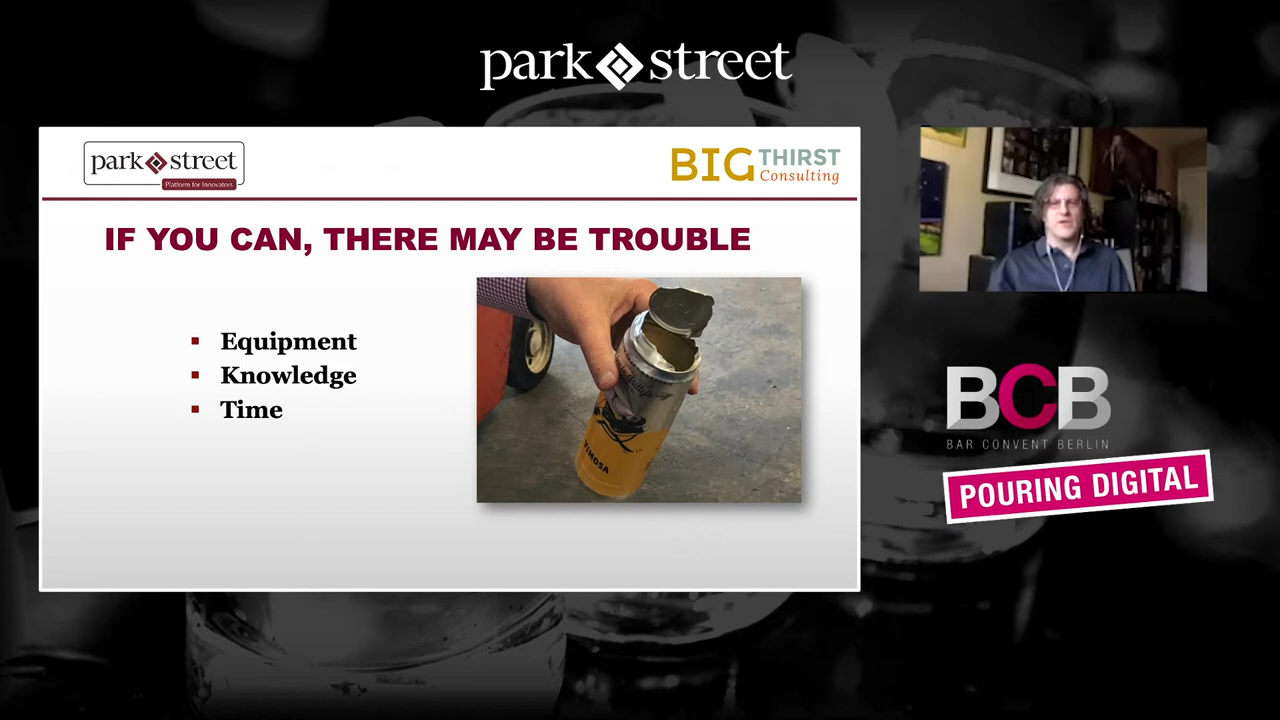 park street
park street
Platform for Innovators
BIG THIRST
Consulting
IF YOU CAN, THERE MAY BE TROUBLE
▪ Equipment
▪ Knowledge
▪ Time
MIMOSA
BCB
BAR CONVENT BERLIN
POURING DIGITAL